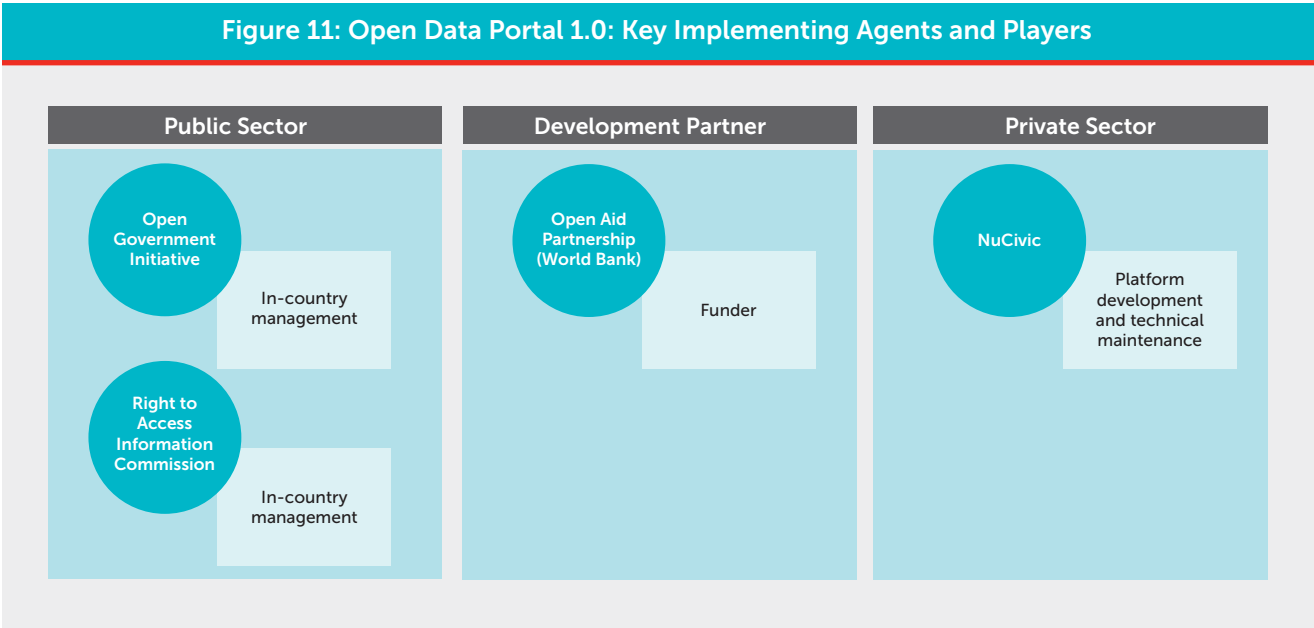 Figure 11: Open Data Portal 1.0: Key Implementing Agents and Players
Public Sector
Open
Government
Initiative
In-country
management
Right to
Access
Information
Commission
In-country
management
Development Partner
Open Aid
Partnership
(World Bank)
Funder
Private Sector
NuCivic
Platform
development
and technical
maintenance